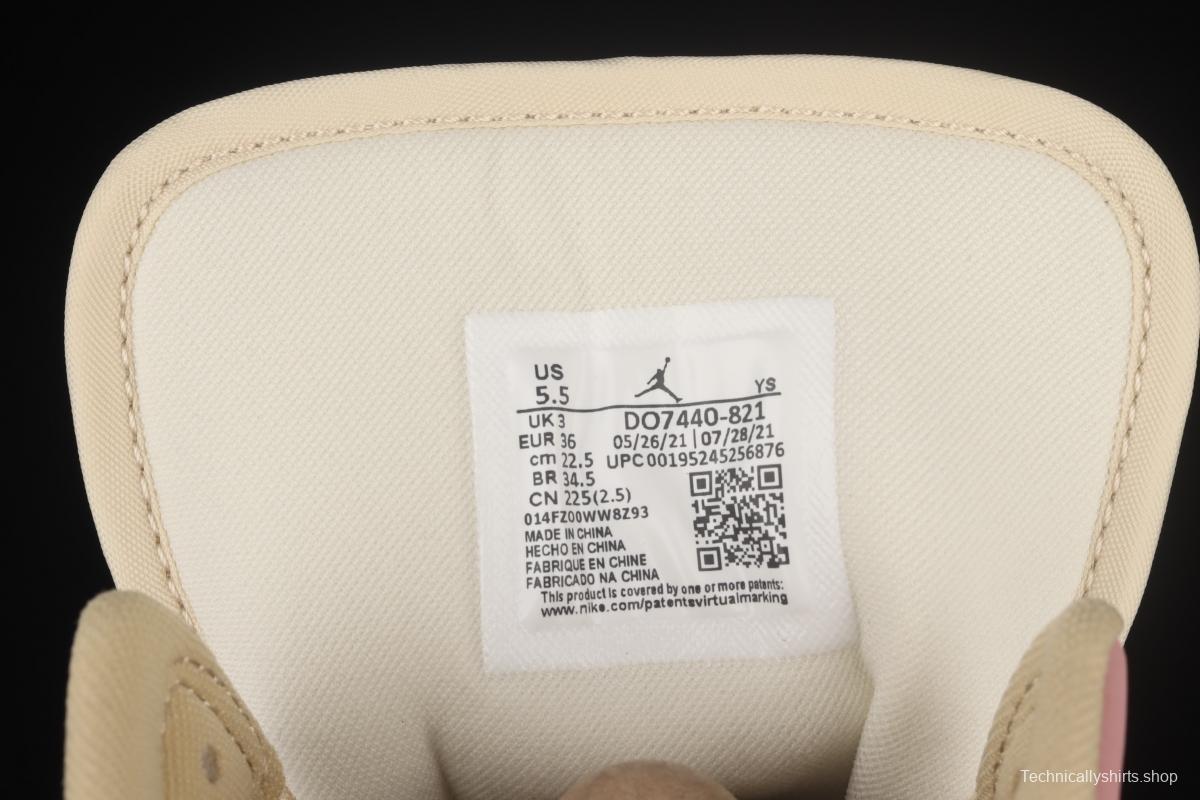 US
5.5
YS
UK 3
DO7440-821
EUR 36
05/26/21 | 07/28/21
cm 22.5
UPC 00195245256876
BR 34.5
CN 225(2.5)
014FZ00WW8Z93
MADE IN CHINA
HECHO EN CHINA
FABRIQUE EN CHINE
FABRICADO NA CHINA
This product is covered by one or more patents:
www.nike.com/patentsvirtualmarking
Technicallyshirts.shop